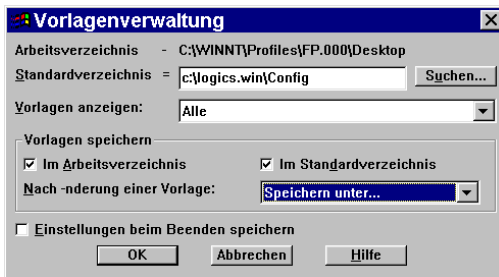 Vorlagenverwaltung
Arbeitsverzeichnis - C:\WINNT\Profiles\FP.000\Desktop
Standardverzeichnis = c:\logics.win\Config Suchen...
Vorlagen anzeigen: Alle
Vorlagen speichern
Im Arbeitsverzeichnis Im Standardverzeichnis
Nach -nderung einer Vorlage: Speichern unter...
Einstellungen beim Beenden speichern
OK Abbrechen Hilfe